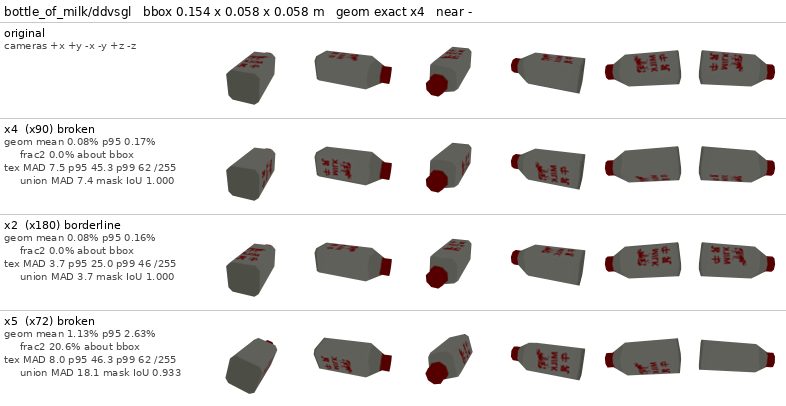 bottle_of_milk/ddvsgl bbox 0.154 x 0.058 x 0.058 m geom exact x4 near -
original
cameras +x +y -x -y +z -z
x4 (x90) broken
geom mean 0.08% p95 0.17%
frac2 0.0% about bbox
tex MAD 7.5 p95 45.3 p99 62 /255
union MAD 7.4 mask IoU 1.000
x2 (x180) borderline
geom mean 0.08% p95 0.16%
frac2 0.0% about bbox
tex MAD 3.7 p95 25.0 p99 46 /255
union MAD 3.7 mask IoU 1.000
x5 (x72) broken
geom mean 1.13% p95 2.63%
frac2 20.6% about bbox
tex MAD 8.0 p95 46.3 p99 62 /255
union MAD 18.1 mask IoU 0.933